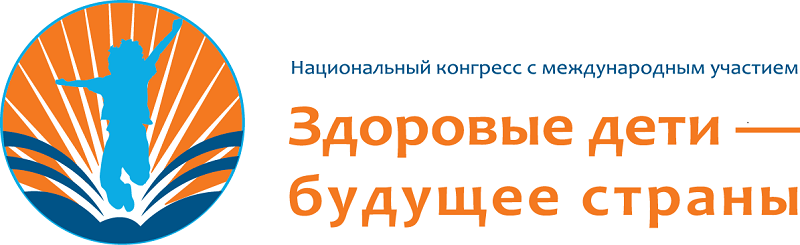 Национальный конгресс с международным участием
Здоровые дети —
будущее страны